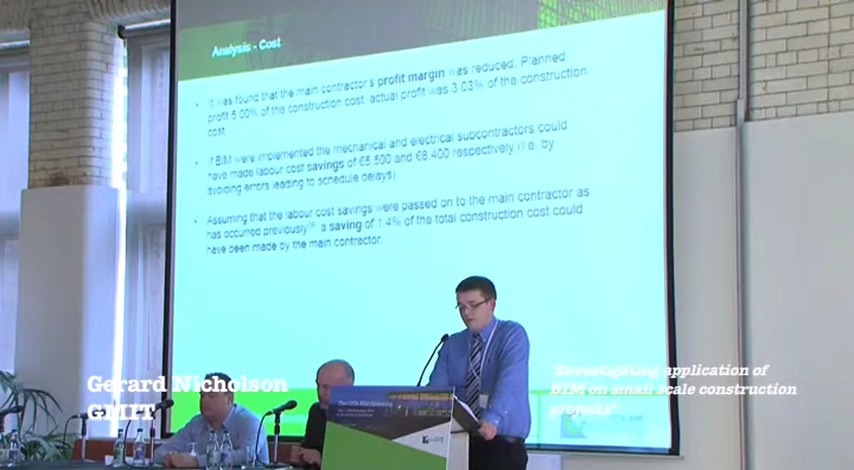 Analysis - Cost
It was found that the main contractor's profit margin was reduced. Planned
profit 5.00% of the construction cost, actual profit was 3.03% of the construction
cost.
If BIM were implemented the mechanical and electrical subcontractors could
have made labour cost savings of €5,500 and €8,400 respectively (i.e. by
avoiding errors leading to schedule delays)
Assuming that the labour cost savings were passed on to the main contractor as
has occurred previously a saving of 1.4% of the total construction cost could
have been made by the main contractor
Gerard Nicholson
GMIT
"Investigating application of
BIM on small scale construction
projects"